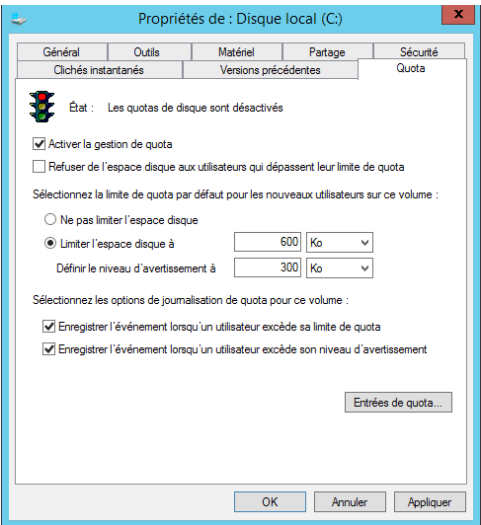 Propriétés de : Disque local (C:)
x
Général Outils Matériel Partage Sécurité
Clichés instantanés Versions précédentes Quota
État : Les quotas de disque sont désactivés
Activer la gestion de quota
Refuser de l'espace disque aux utilisateurs qui dépassent leur limite de quota
Sélectionnez la limite de quota par défaut pour les nouveaux utilisateurs sur ce volume :
Ne pas limiter l'espace disque
Limiter l'espace disque à 600 Ko
Définir le niveau d'avertissement à 300 Ko
Sélectionnez les options de journalisation de quota pour ce volume :
Enregistrer l'événement lorsqu'un utilisateur excède sa limite de quota
Enregistrer l'événement lorsqu'un utilisateur excède son niveau d'avertissement
Entrées de quota...
OK Annuler Appliquer